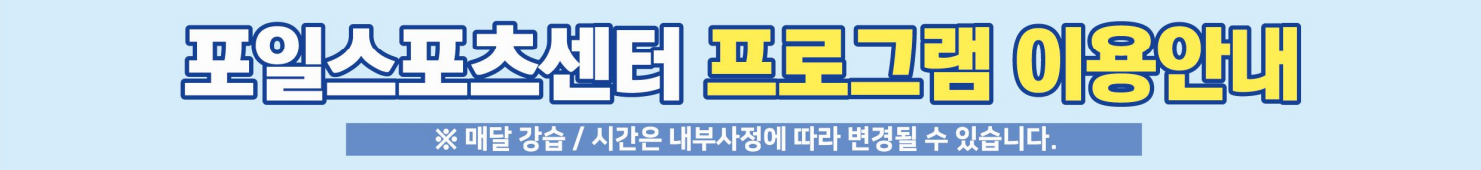 포일스포츠센터 프로그램 이용안내
※ 매달 강습 / 시간은 내부사정에 따라 변경될 수 있습니다.